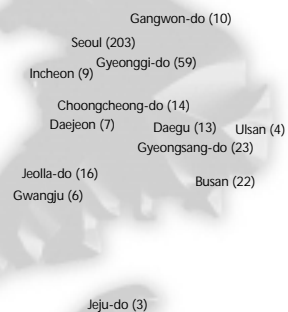 Gangwon-do (10)
Seoul (203)
Gyeonggi-do (59)
Incheon (9)
Choongcheong-do (14)
Daejeon (7)
Daegu (13)
Ulsan (4)
Gyeongsang-do (23)
Jeolla-do (16)
Busan (22)
Gwangju (6)
Jeju-do (3)